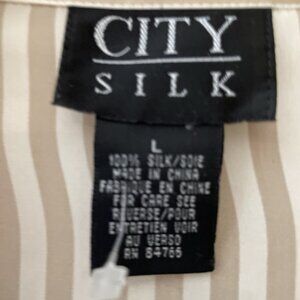 CITY
SILK
L
100% SILK/SOIE
MADE IN CHINA
FABRIQUE EN CHINE
FOR CARE SEE
REVERSE/POUR
ENTRETIEN VOIR
AU VERSO
RN 84765